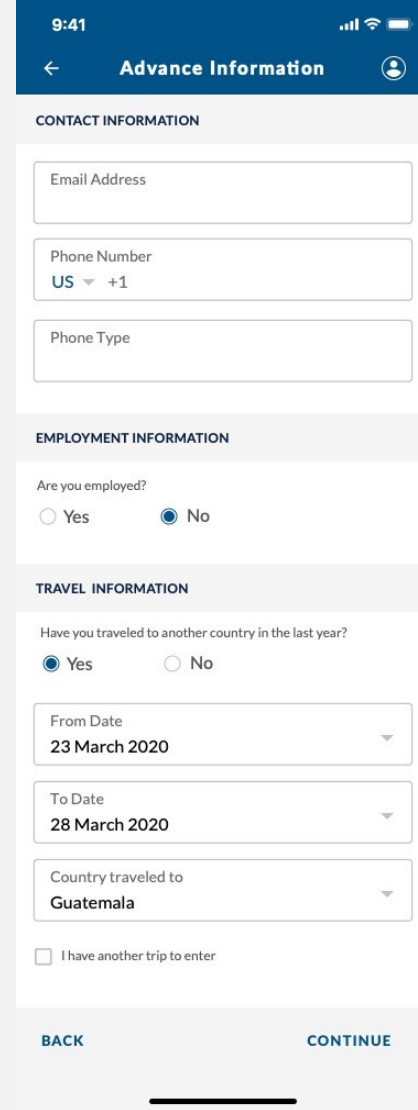 9:41
Advance Information
CONTACT INFORMATION
Email Address
Phone Number
US +1
Phone Type
EMPLOYMENT INFORMATION
Are you employed?
Yes No
TRAVEL INFORMATION
Have you traveled to another country in the last year?
Yes No
From Date
23 March 2020
To Date
28 March 2020
Country traveled to
Guatemala
I have another trip to enter
BACK CONTINUE